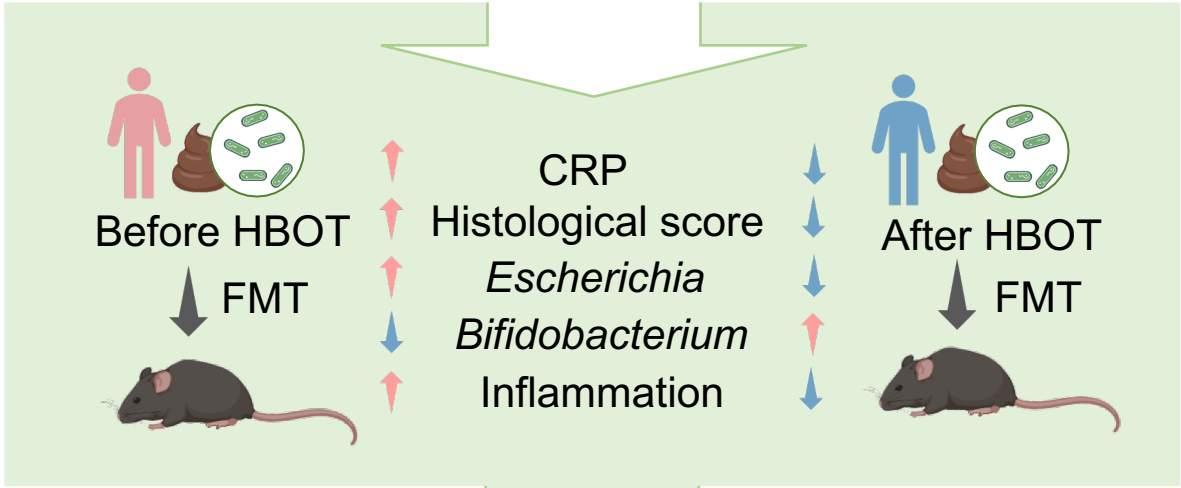 Before HBOT
FMT
CRP
Histological score
Escherichia
Bifidobacterium
Inflammation
After HBOT
FMT